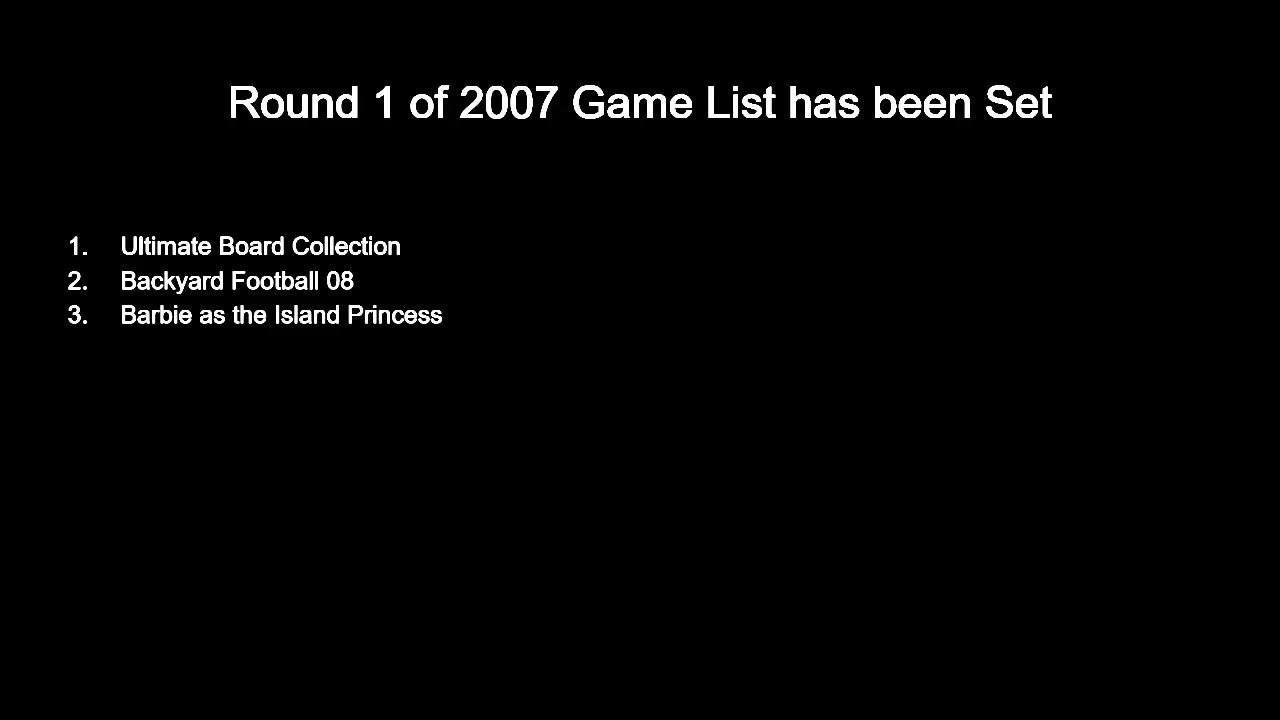 Round 1 of 2007 Game List has been Set
1. Ultimate Board Collection
2. Backyard Football 08
3. Barbie as the Island Princess